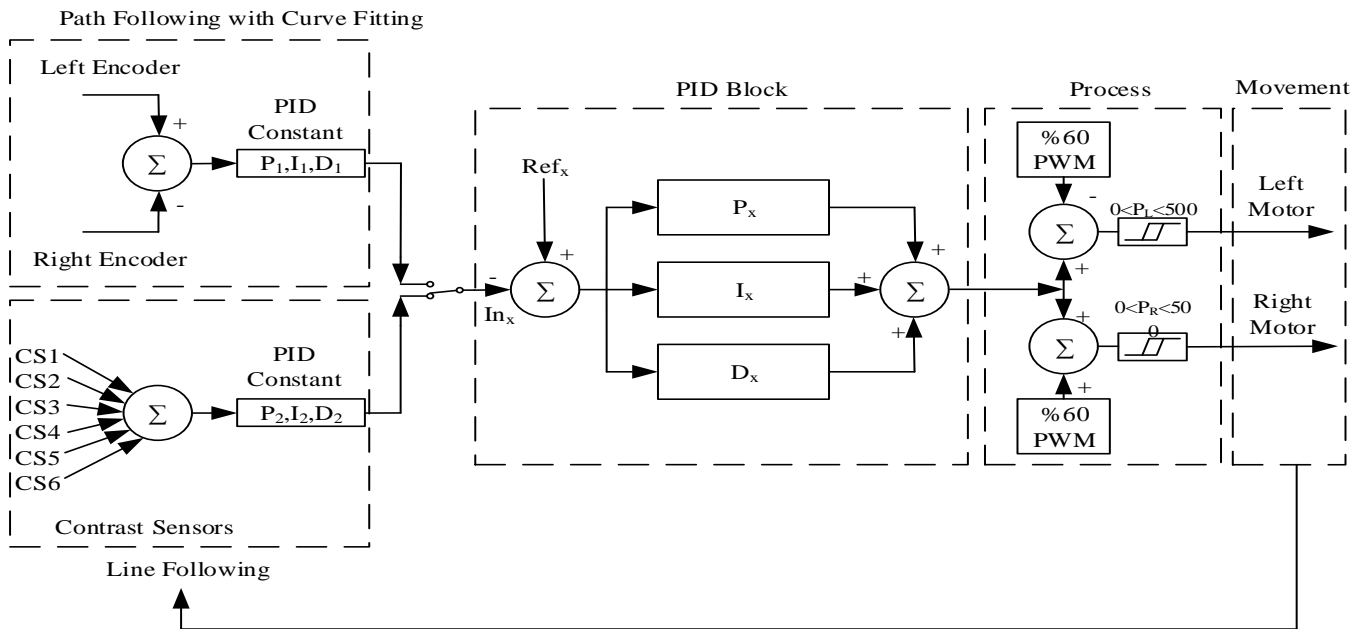 Path Following with Curve Fitting
Left Encoder
+
Σ
-
Right Encoder
PID
Constant
P1,I1,D1
CS1
CS2
CS3
CS4
CS5
CS6
Σ
PID
Constant
P2,I2,D2
Contrast Sensors
Line Following
PID Block
Refx
+
-
Inx
Σ
Px
Ix
Dx
+
+
+
Σ
Process
%60
PWM
-
Σ
+
0<PL<500
+
Σ
+
0<PR<50
0
%60
PWM
Movement
Left
Motor
Right
Motor